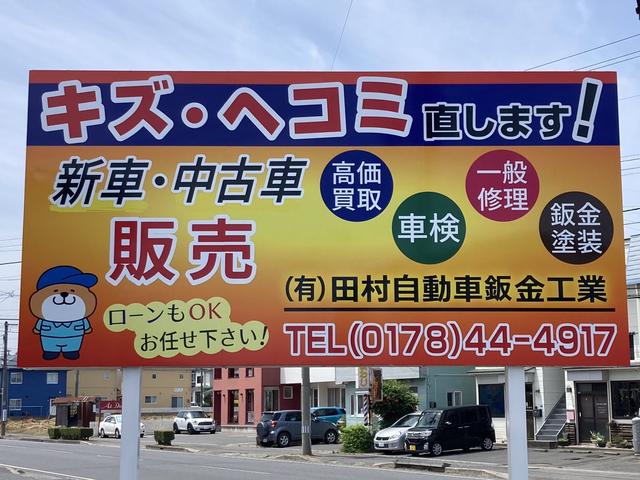 キズ・ヘコミ直します!
新車・中古車
販売
高価
買取
車検
一般
修理
鈑金
塗装
ローンもOK
お任せ下さい!
(有)田村自動車鈑金工業
TEL(0178)44-4917